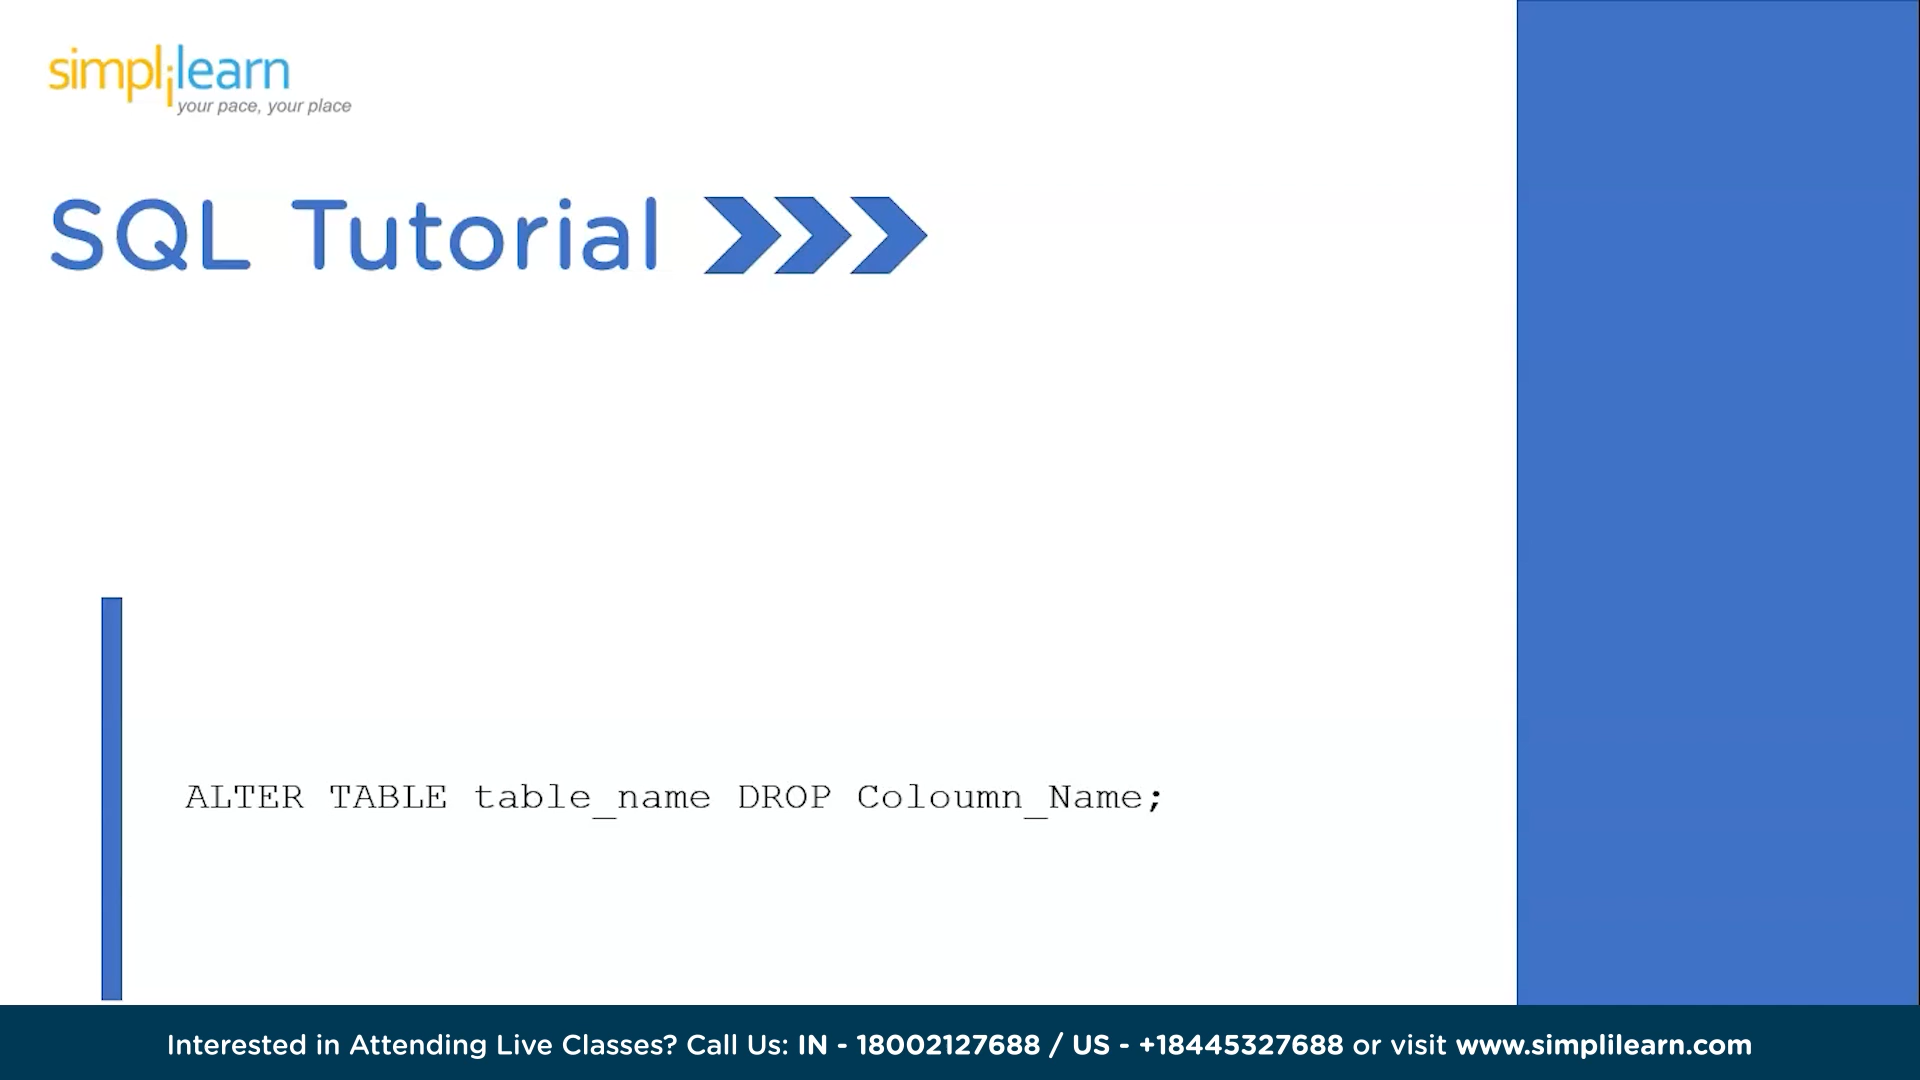 simplilearn
your pace, your place
SQL Tutorial
ALTER TABLE table_name DROP Coloumn_Name;
Interested in Attending Live Classes? Call Us: IN - 18002127688 / US - +18445327688 or visit www.simplilearn.com